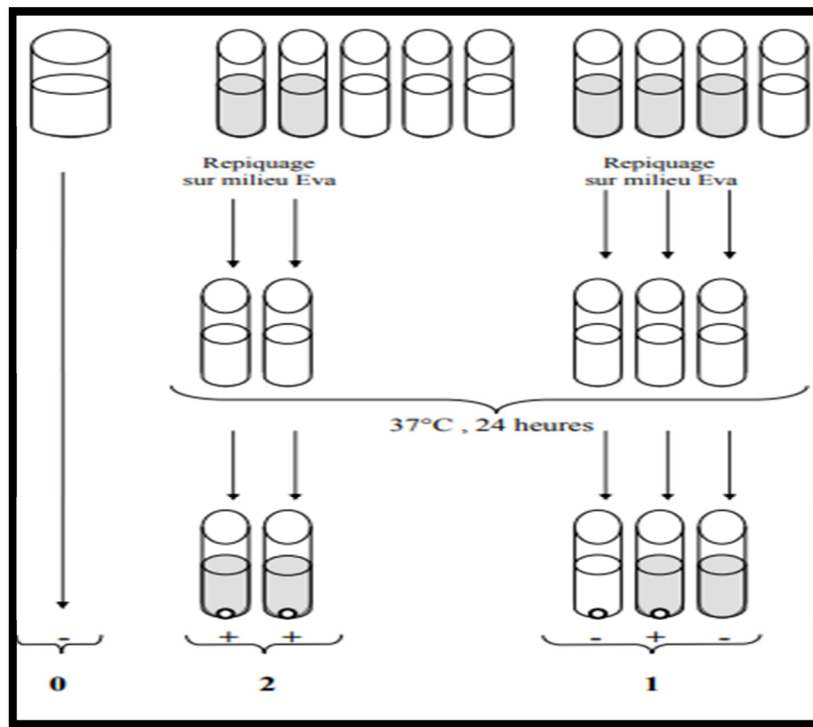 Repiquage
sur milieu Eva
Repiquage
sur milieu Eva
37°C , 24 heures
- + + - + -
0 2 1